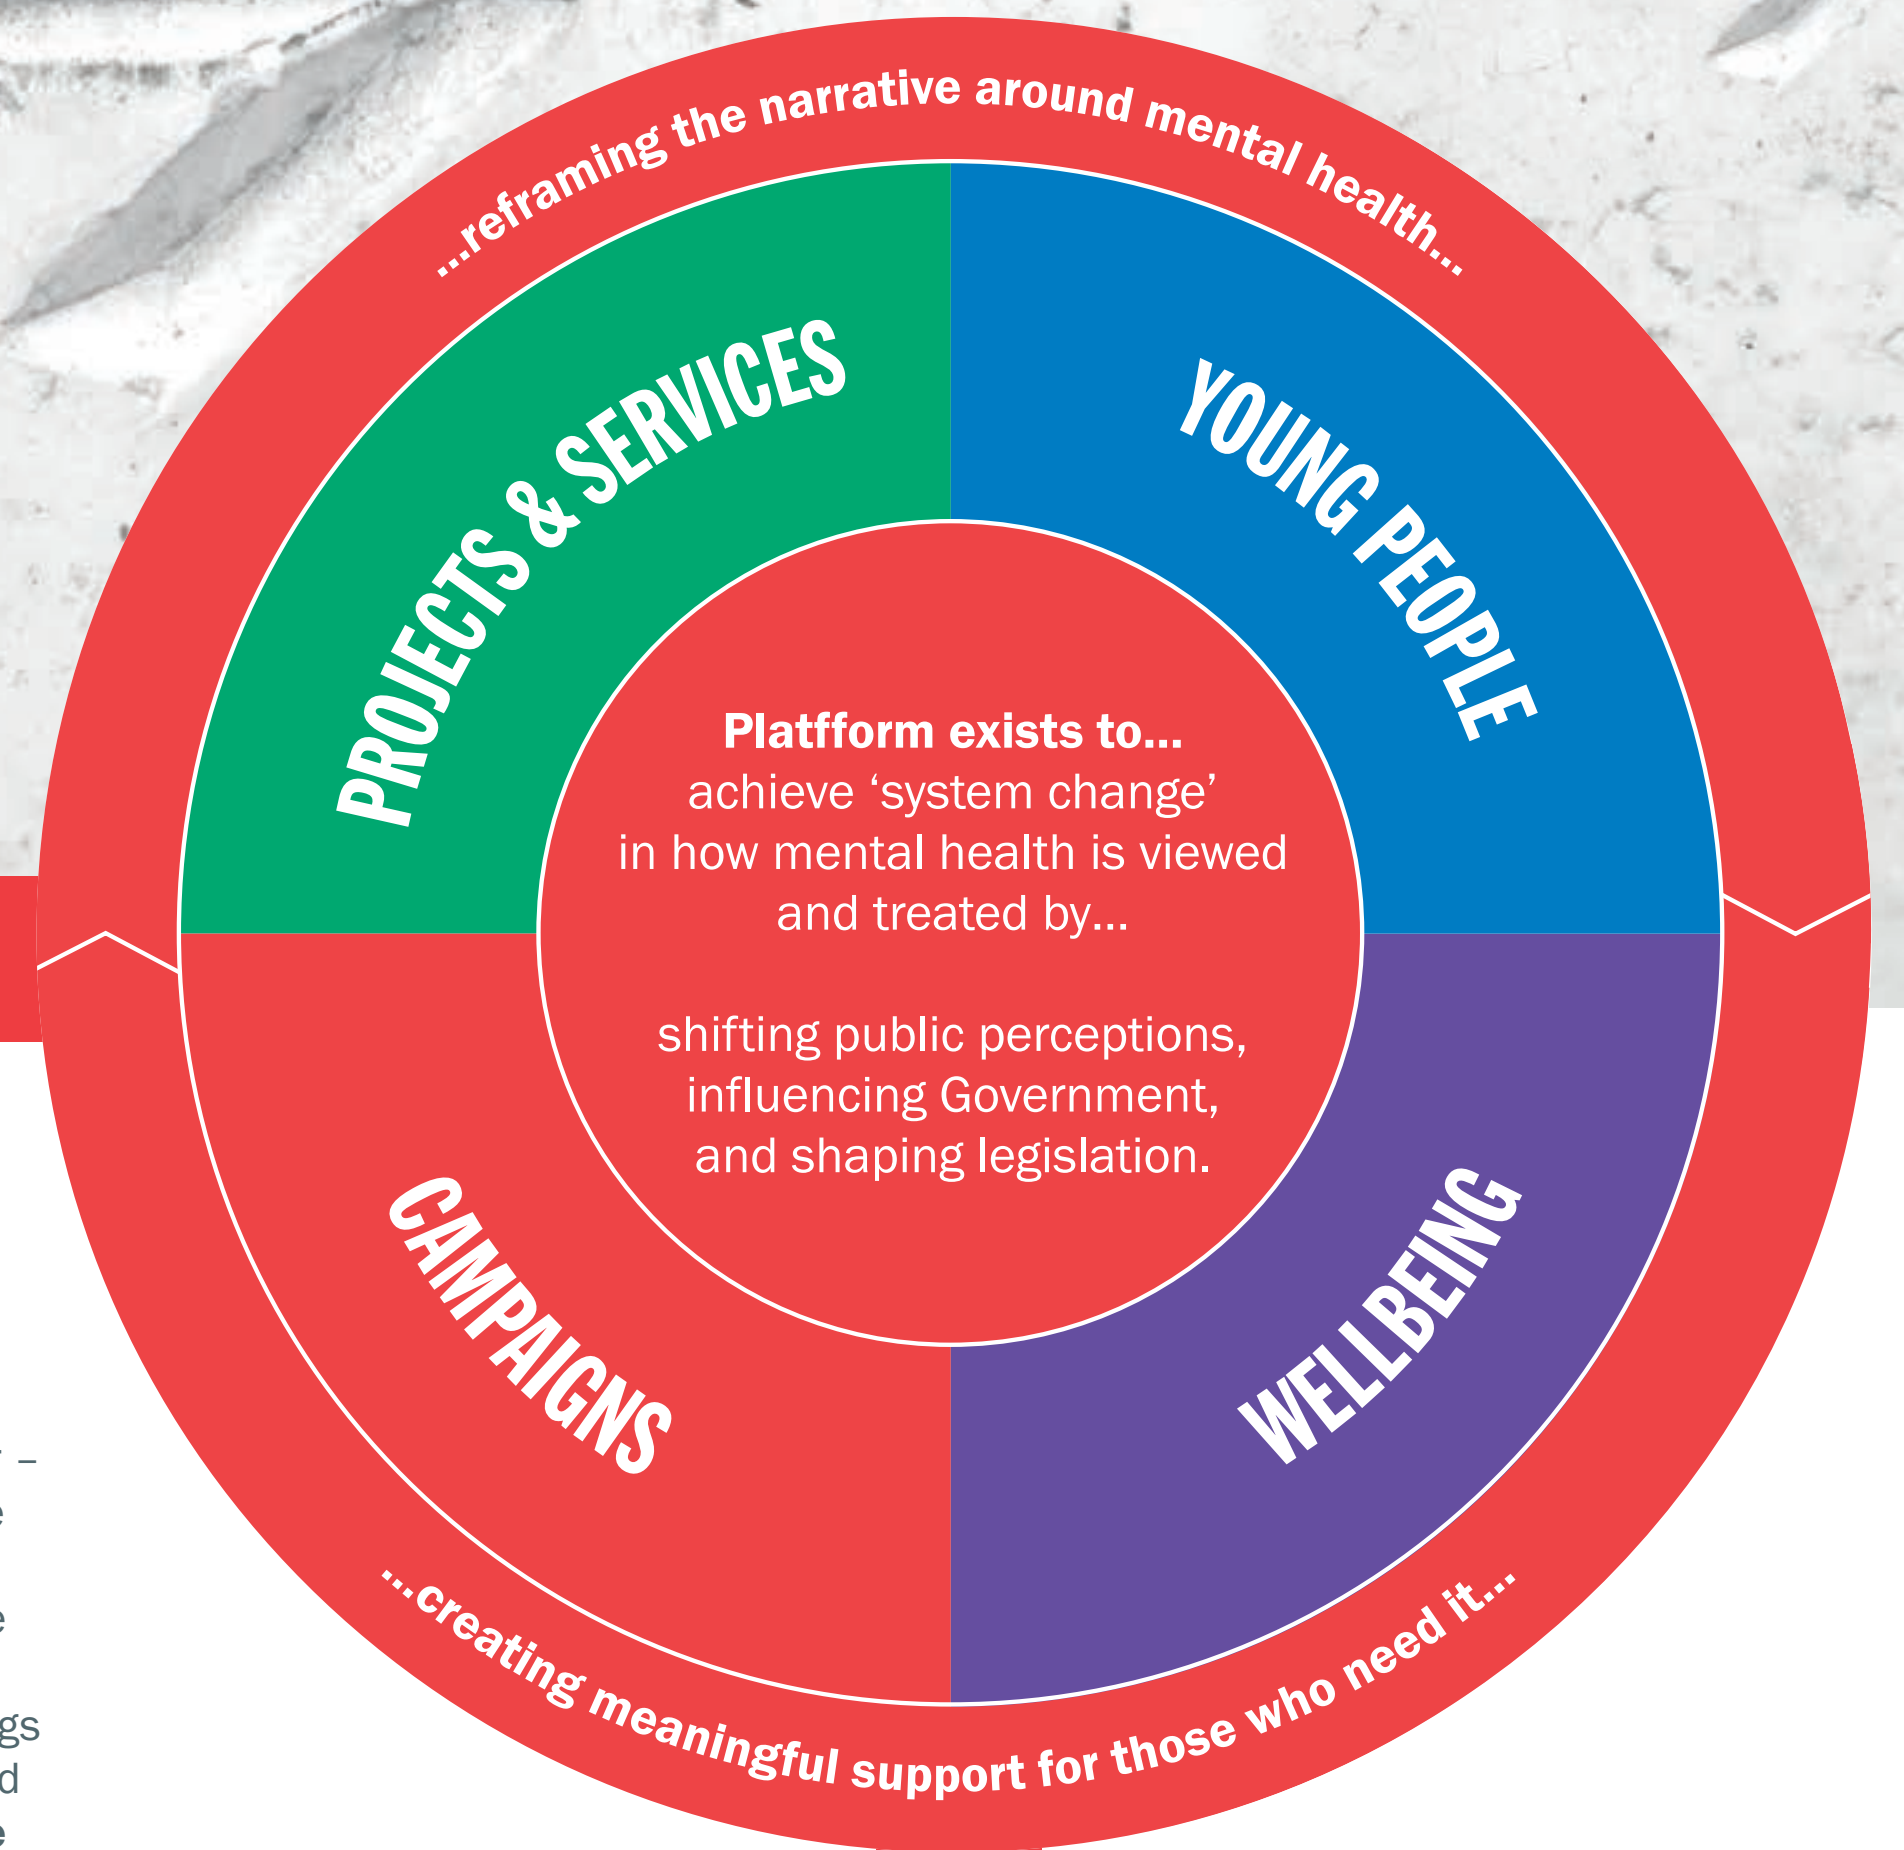 ...reframing the narrative around mental health...
PROJECTS & SERVICES
YOUNG PEOPLE
Platfform exists to...
achieve ‘system change’
in how mental health is viewed
and treated by...
shifting public perceptions,
influencing Government,
and shaping legislation.
CAMPAIGNS
WELLBEING
...creating meaningful support for those who need it...